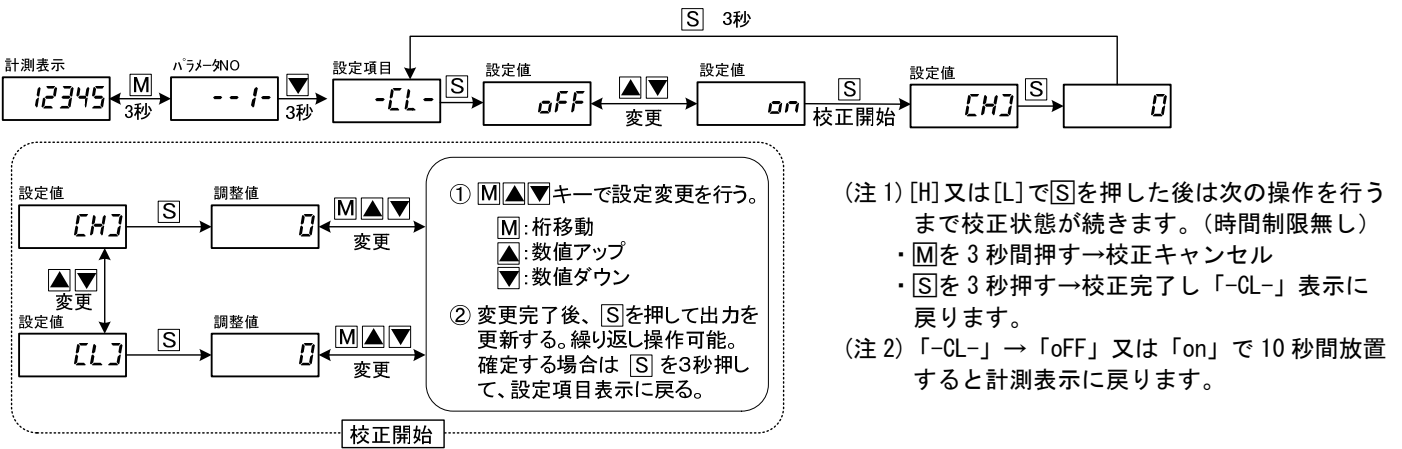 S 3秒
計測表示 パラメータNO 設定項目 設定値 設定値 設定値
12345 M --1- ▼ -CL- S oFF ▲▼ on S [H] S 0
3秒 3秒 変更 校正開始
設定値 調整値
[H] S 0 M▲▼
変更
▲▼
変更
設定値 調整値
[L] S 0 M▲▼
変更
① M▲▼キーで設定変更を行う。
M:桁移動
▲:数値アップ
▼:数値ダウン
② 変更完了後、Sを押して出力を
更新する。繰り返し操作可能。
確定する場合は S を3秒押し
て、設定項目表示に戻る。
校正開始
(注1)[H]又は[L]でSを押した後は次の操作を行う
まで校正状態が続きます。(時間制限無し)
・Mを3秒間押す→校正キャンセル
・Sを3秒押す→校正完了し「-CL-」表示に
戻ります。
(注2)「-CL-」→「oFF」又は「on」で10秒間放置
すると計測表示に戻ります。